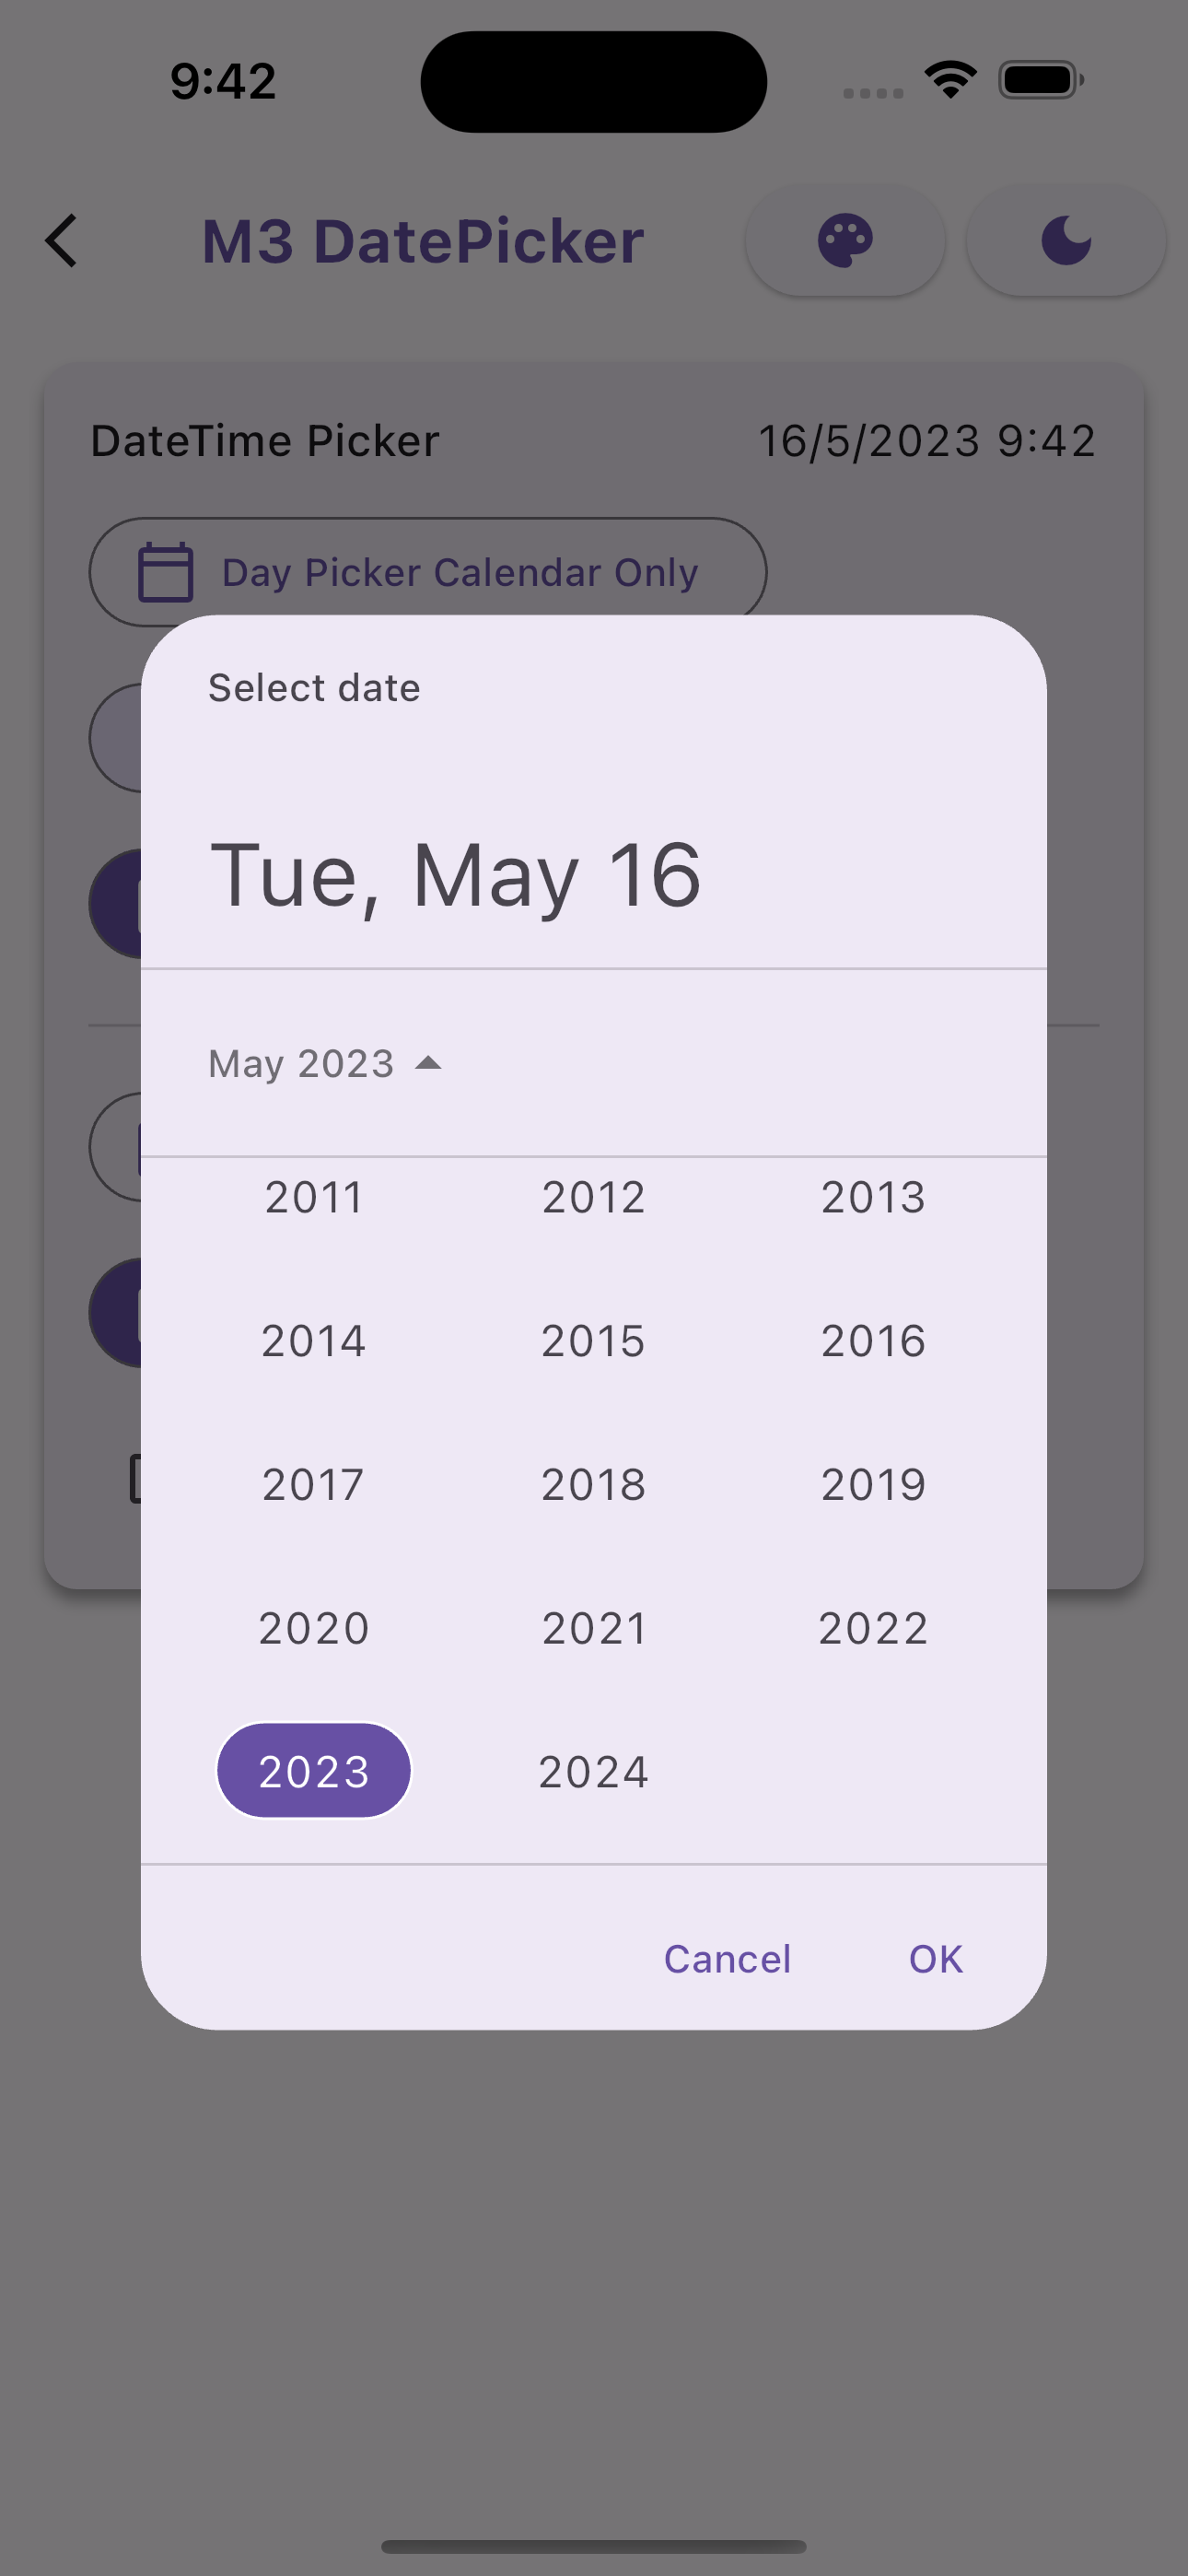 9:42
M3 DatePicker
DateTime Picker 16/5/2023 9:42
Day Picker Calendar Only
Select date
Tue, May 16
May 2023
2011 2012 2013
2014 2015 2016
2017 2018 2019
2020 2021 2022
2023 2024
Cancel OK